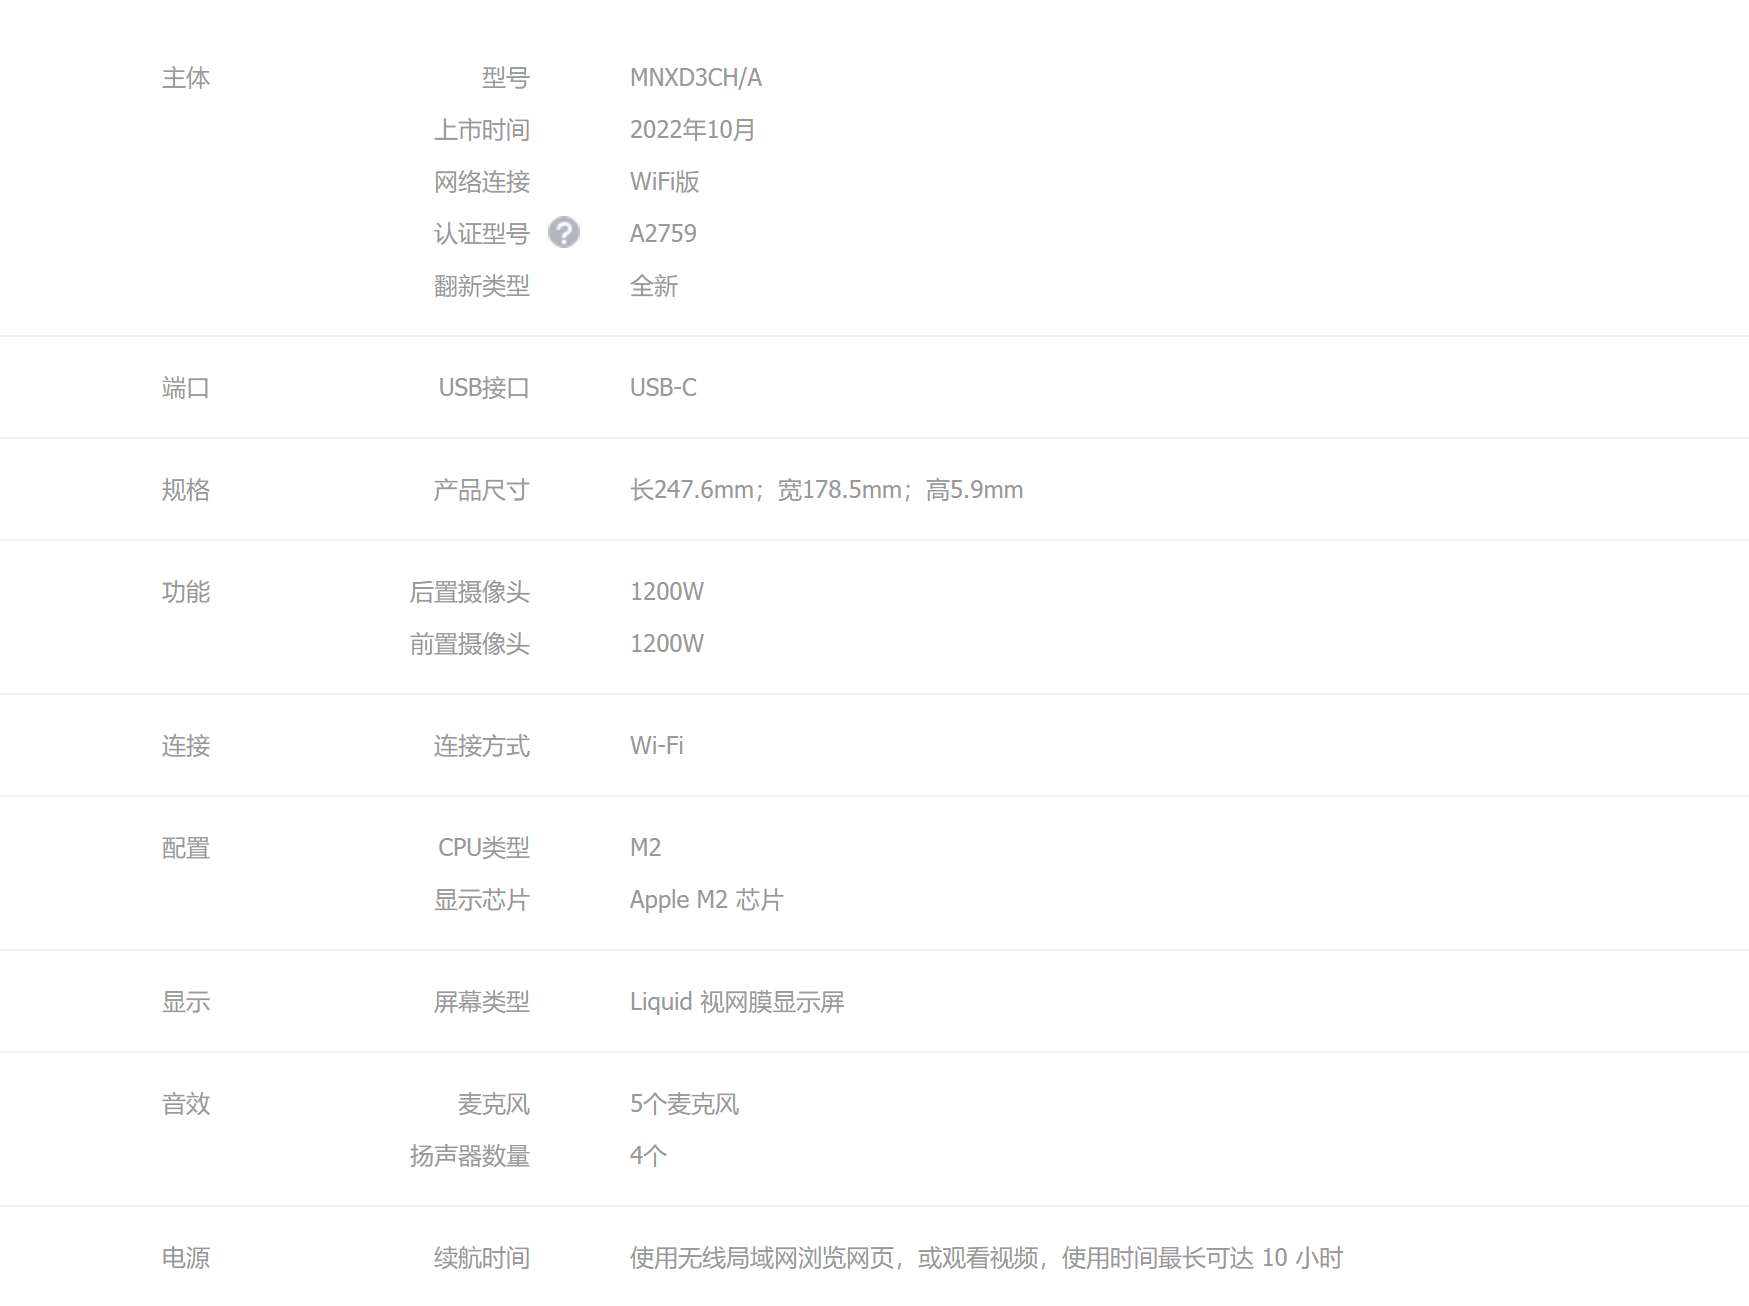 主体 型号 MNXD3CH/A
上市时间 2022年10月
网络连接 WiFi版
认证型号 ? A2759
翻新类型 全新
端口 USB接口 USB-C
规格 产品尺寸 长247.6mm；宽178.5mm；高5.9mm
功能 后置摄像头 1200W
前置摄像头 1200W
连接 连接方式 Wi-Fi
配置 CPU类型 M2
显示芯片 Apple M2 芯片
显示 屏幕类型 Liquid 视网膜显示屏
音效 麦克风 5个麦克风
扬声器数量 4个
电源 续航时间 使用无线局域网浏览网页，或观看视频，使用时间最长可达 10 小时